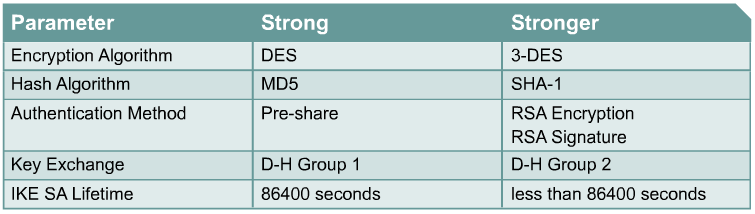 Parameter Strong Stronger
Encryption Algorithm DES 3-DES
Hash Algorithm MD5 SHA-1
Authentication Method Pre-share RSA Encryption
RSA Signature
Key Exchange D-H Group 1 D-H Group 2
IKE SA Lifetime 86400 seconds less than 86400 seconds